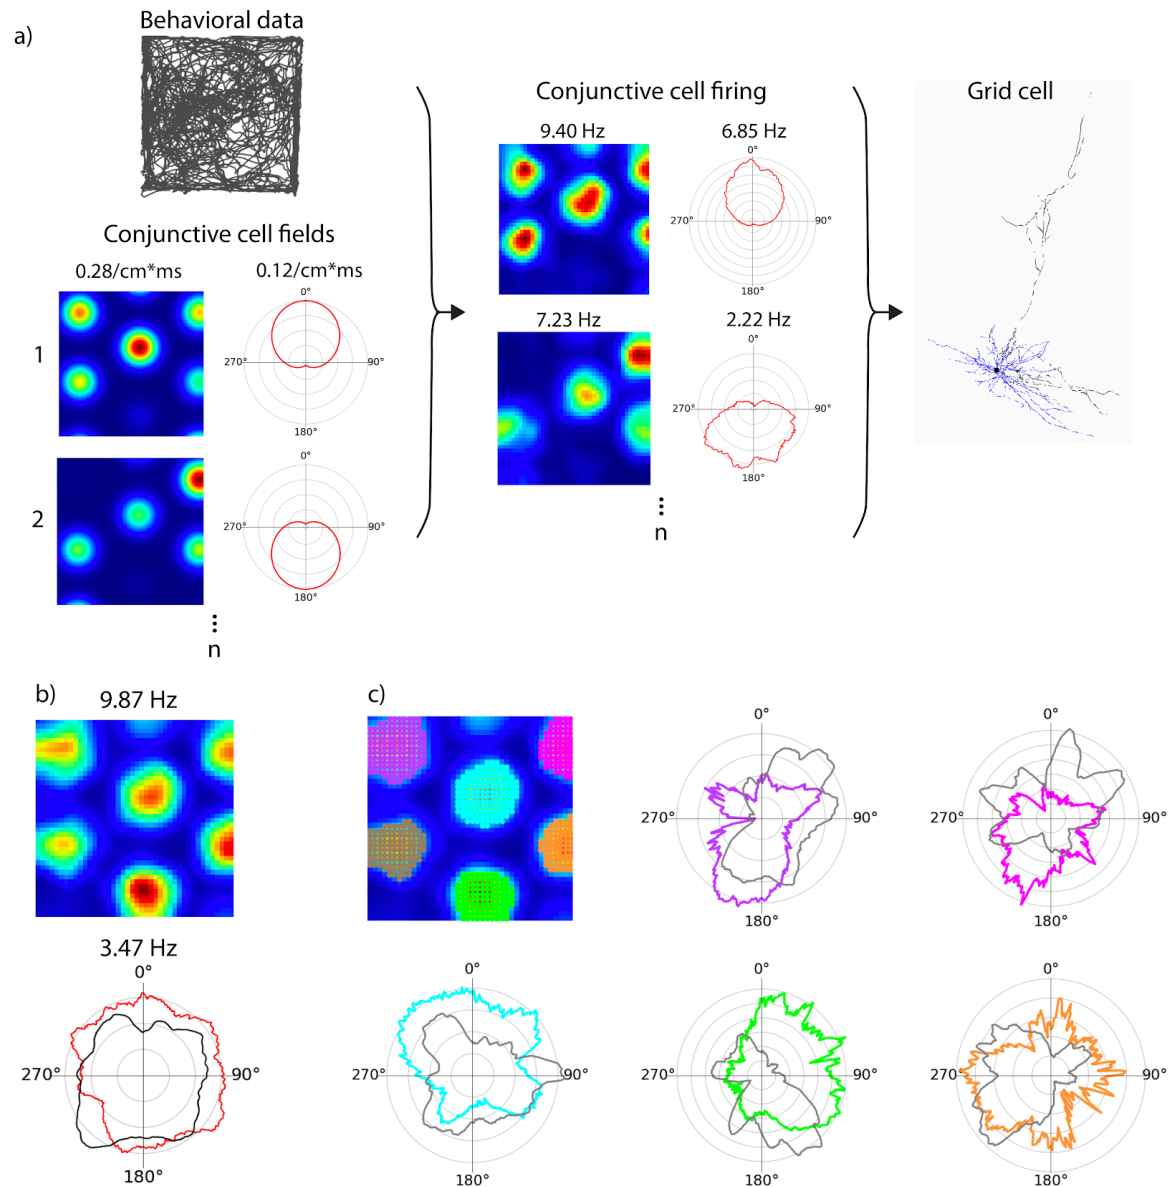 a)
Behavioral data
Conjunctive cell fields
0.28/cm*ms
0.12/cm*ms
1
0°
270°
90°
180°
2
0°
270°
90°
180°
n
Conjunctive cell firing
9.40 Hz
6.85 Hz
0°
270°
90°
180°
7.23 Hz
2.22 Hz
0°
270°
90°
180°
n
Grid cell
b)
9.87 Hz
3.47 Hz
0°
270°
90°
180°
c)
0°
270°
90°
180°
0°
270°
90°
180°
0°
270°
90°
180°
0°
270°
90°
180°
0°
270°
90°
180°